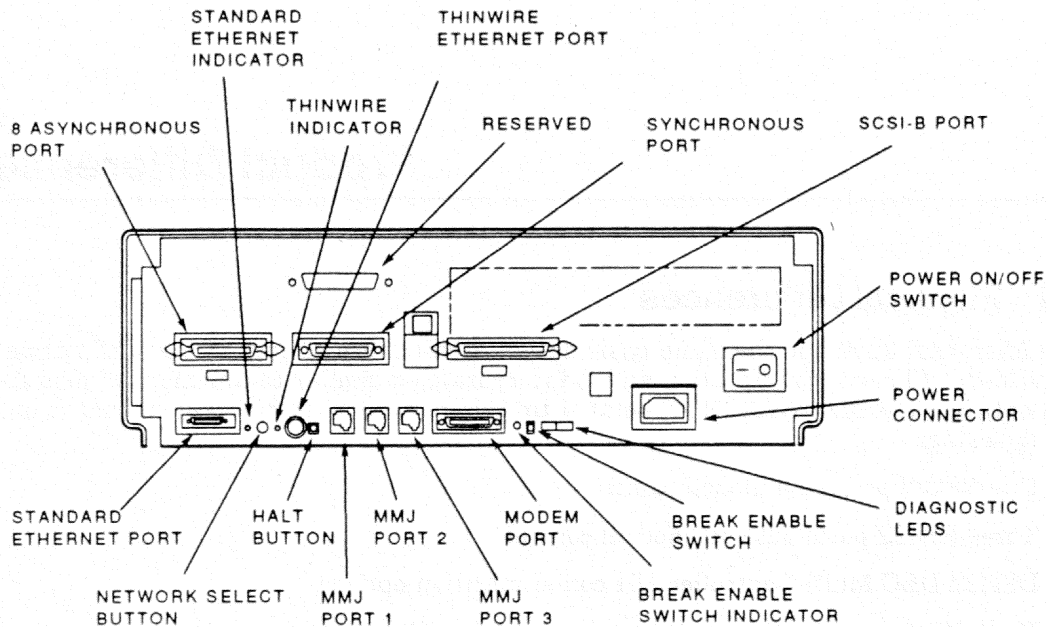 STANDARD
ETHERNET
INDICATOR
THINWIRE
ETHERNET PORT
8 ASYNCHRONOUS
PORT
THINWIRE
INDICATOR
RESERVED
SYNCHRONOUS
PORT
SCSI-B PORT
POWER ON/OFF
SWITCH
POWER
CONNECTOR
STANDARD
ETHERNET PORT
HALT
BUTTON
MMJ
PORT 2
MODEM
PORT
BREAK ENABLE
SWITCH
DIAGNOSTIC
LEDS
NETWORK SELECT
BUTTON
MMJ
PORT 1
MMJ
PORT 3
BREAK ENABLE
SWITCH INDICATOR